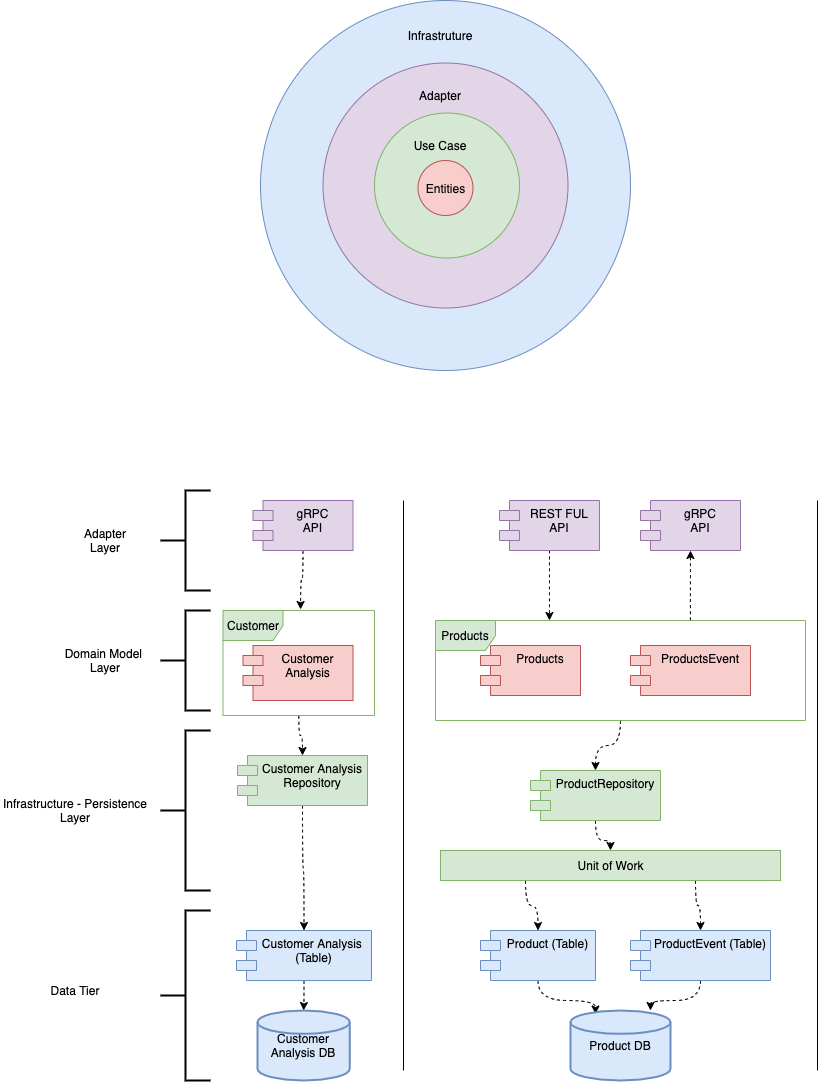 Infrastruture
Adapter
Use Case
Entities
Adapter
Layer
gRPC
API
REST FUL
API
gRPC
API
Domain Model
Layer
Customer
Customer
Analysis
Products
Products
ProductsEvent
Infrastructure - Persistence
Layer
Customer Analysis
Repository
ProductRepository
Unit of Work
Data Tier
Customer Analysis
(Table)
Product (Table)
ProductEvent (Table)
Customer
Analysis DB
Product DB